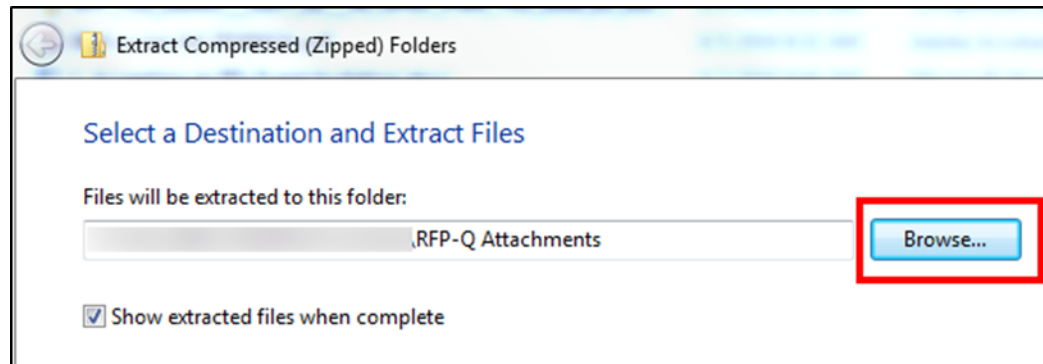 Extract Compressed (Zipped) Folders
Select a Destination and Extract Files
Files will be extracted to this folder:
\RFP-Q Attachments
Browse...
Show extracted files when complete